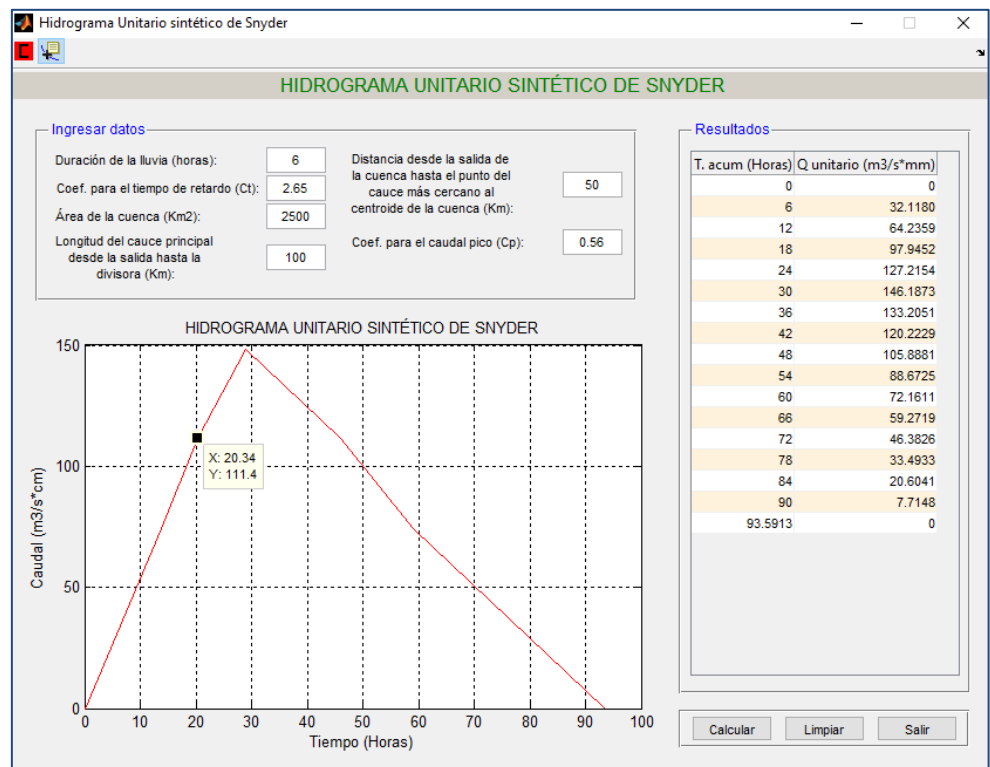 Hidrograma Unitario sintético de Snyder
HIDROGRAMA UNITARIO SINTÉTICO DE SNYDER
Ingresar datos
Duración de la lluvia (horas): 6
Coef. para el tiempo de retardo (Ct): 2.65
Área de la cuenca (Km2): 2500
Longitud del cauce principal
desde la salida hasta la
divisora (Km):
100
Distancia desde la salida de
la cuenca hasta el punto del
cauce más cercano al
centroide de la cuenca (Km):
50
Coef. para el caudal pico (Cp): 0.56
HIDROGRAMA UNITARIO SINTÉTICO DE SNYDER
150
100
50
0
Caudal (m3/s*cm)
X: 20.34
Y: 111.4
0 10 20 30 40 50 60 70 80 90 100
Tiempo (Horas)
Resultados
T. acum (Horas) Q unitario (m3/s*mm)
0 0
6 32.1180
12 64.2359
18 97.9452
24 127.2154
30 146.1873
36 133.2051
42 120.2229
48 105.8881
54 88.6725
60 72.1611
66 59.2719
72 46.3826
78 33.4933
84 20.6041
90 7.7148
93.5913 0
Calcular Limpiar Salir